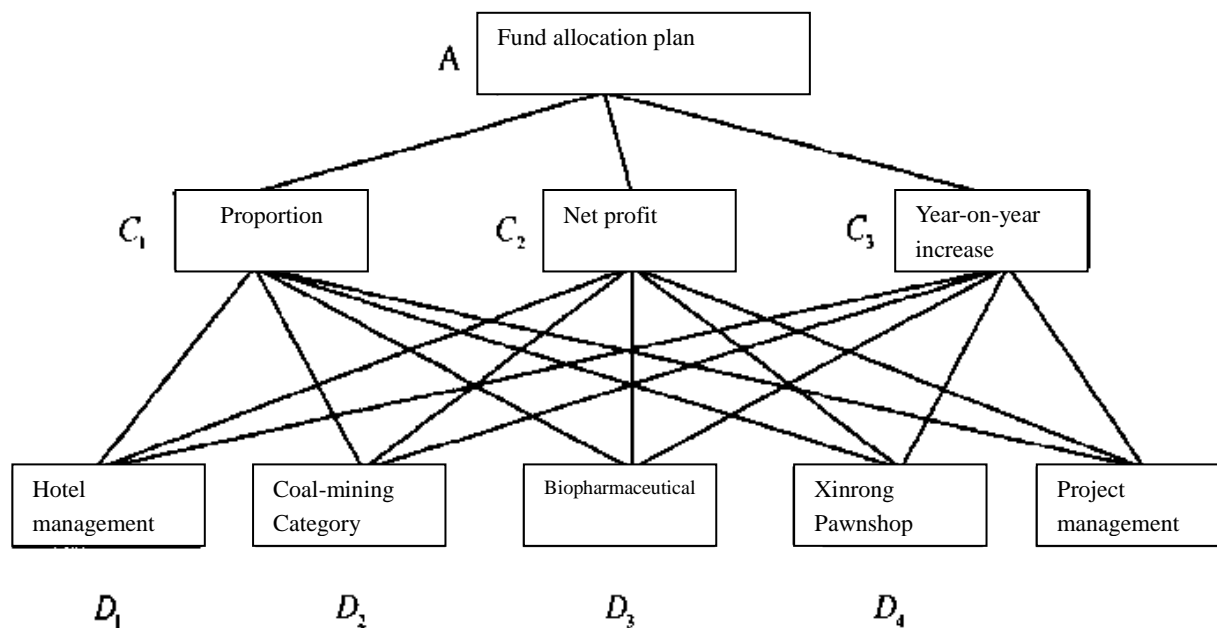 Fund allocation plan
A
Proportion
C₁
Net profit
C₂
Year-on-year
increase
C₃
Hotel
management
Coal-mining
Category
Biopharmaceutical
Xinrong
Pawnshop
Project
management
D₁
D₂
D₃
D₄